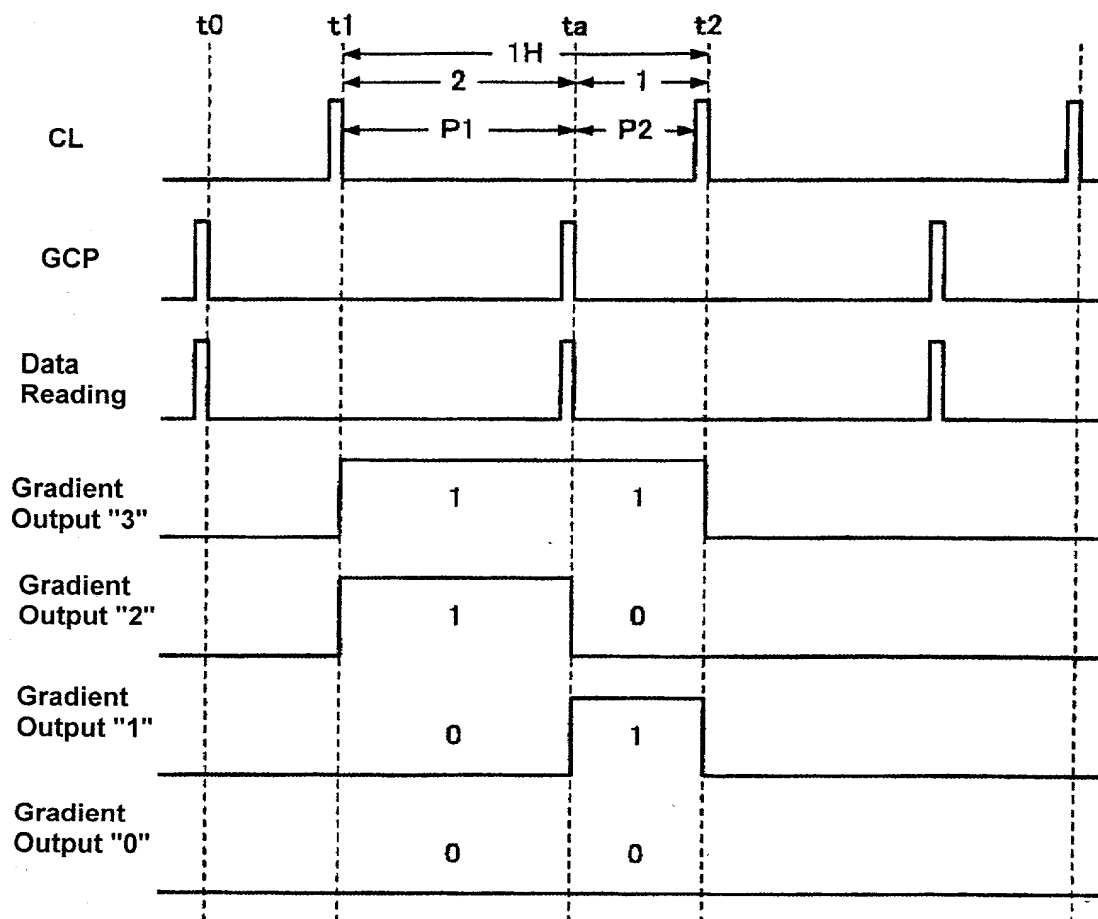 t0 t1 ta t2
1H
2 1
CL P1 P2
GCP
Data
Reading
Gradient
Output "3" 1 1
Gradient
Output "2" 1 0
Gradient
Output "1" 0 1
Gradient
Output "0" 0 0